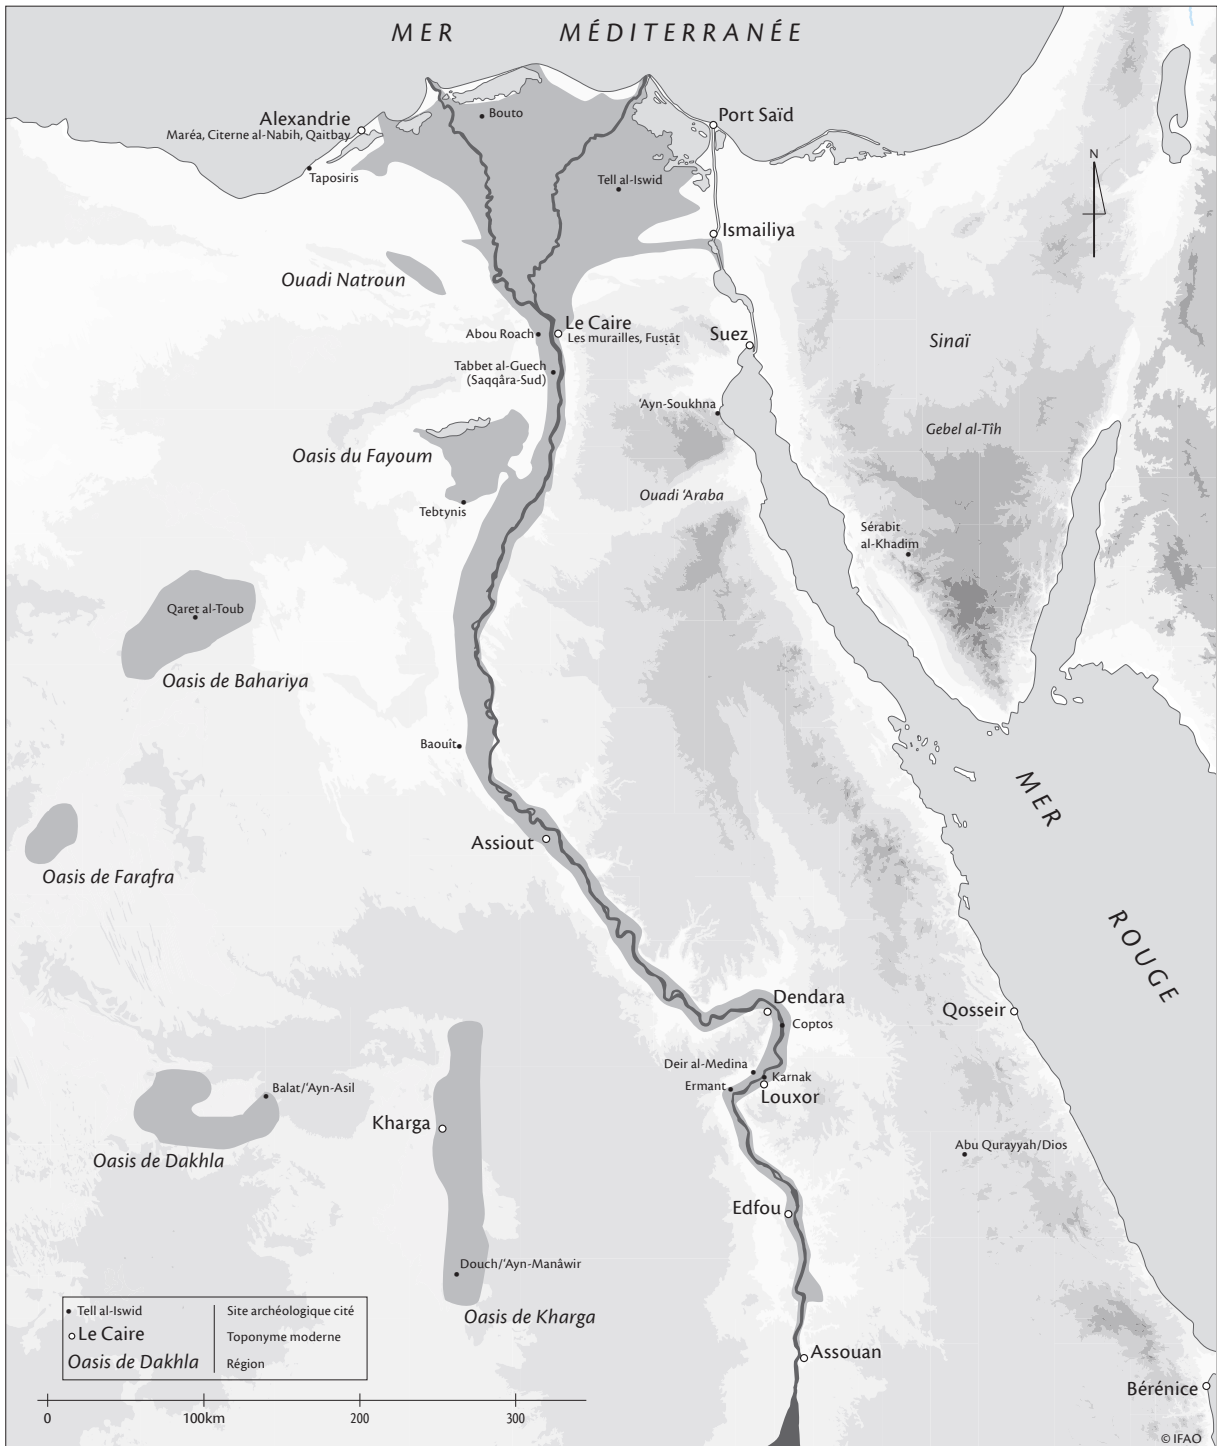 MER MÉDITERRANÉE
Bouto
Alexandrie
Maréa, Citerne al-Nabih, Qaitbay
Port Saïd
Taposiris
Tell al-Iswid
N
Ismailiya
Ouadi Natroun
Le Caire
Les murailles, Fusṭāṭ
Abou Roach
Suez
Sinaï
Tabbet al-Guech
(Saqqâra-Sud)
‘Ayn-Soukhna
Gebel al-Tîh
Oasis du Fayoum
Ouadi ‘Araba
Tebtynis
Sérabit
al-Khadim
Qaret al-Toub
Oasis de Bahariya
Baouît
MER
ROUGE
Assiout
Oasis de Farafra
Dendara
Coptos
Qosseir
Deir al-Medina
Karnak
Ermant
Louxor
Balat/‘Ayn-Asil
Kharga
Oasis de Dakhla
Abu Qurayyah/Dios
Edfou
Douch/‘Ayn-Manâwir
Oasis de Kharga
Tell al-Iswid Site archéologique cité
Le Caire Toponyme moderne
Oasis de Dakhla Région
Assouan
Bérénice
0 100km 200 300
© IFAO